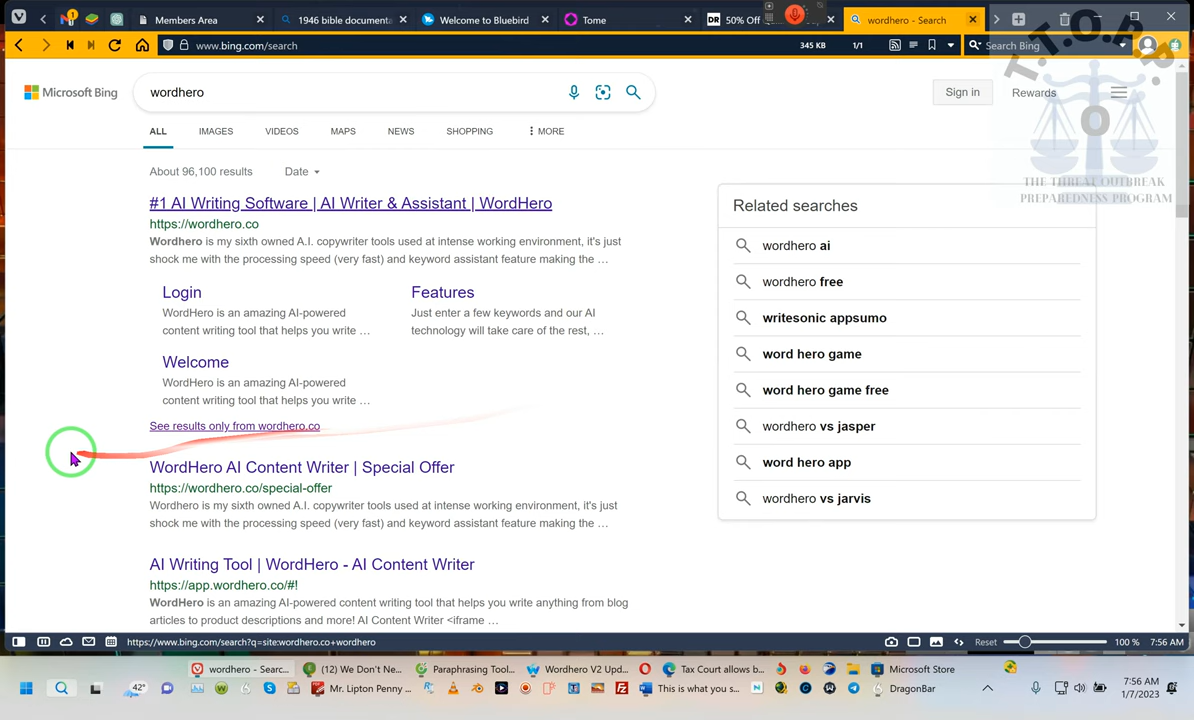 Members Area
1946 bible documenta
Welcome to Bluebird
Tome
50% Off
wordhero - Search
www.bing.com/search
345 KB
1/1
Search Bing
T.T.O.P.P.
O
THE THREAT OUTBREAK
PREPAREDNESS PROGRAM
Microsoft Bing
wordhero
Sign in
Rewards
ALL
IMAGES
VIDEOS
MAPS
NEWS
SHOPPING
MORE
About 96,100 results
Date
#1 AI Writing Software | AI Writer & Assistant | WordHero
https://wordhero.co
Wordhero is my sixth owned A.I. copywriter tools used at intense working environment, it's just
shock me with the processing speed (very fast) and keyword assistant feature making the …
Login
WordHero is an amazing AI-powered
content writing tool that helps you write …
Features
Just enter a few keywords and our AI
technology will take care of the rest, …
Welcome
WordHero is an amazing AI-powered
content writing tool that helps you write …
See results only from wordhero.co
WordHero AI Content Writer | Special Offer
https://wordhero.co/special-offer
Wordhero is my sixth owned A.I. copywriter tools used at intense working environment, it's just
shock me with the processing speed (very fast) and keyword assistant feature making the …
AI Writing Tool | WordHero - AI Content Writer
https://app.wordhero.co/#!
WordHero is an amazing AI-powered content writing tool that helps you write anything from blog
articles to product descriptions and more! AI Content Writer <iframe …
Related searches
wordhero ai
wordhero free
writesonic appsumo
word hero game
word hero game free
wordhero vs jasper
word hero app
wordhero vs jarvis
https://www.bing.com/search?q=site:wordhero.co+wordhero
Reset
100 %
7:56 AM
wordhero - Searc...
(12) We Don't Ne...
Paraphrasing Tool...
Wordhero V2 Upd...
Tax Court allows b...
Microsoft Store
42°
Mr. Lipton Penny ...
This is what you s...
DragonBar
7:56 AM
1/7/2023